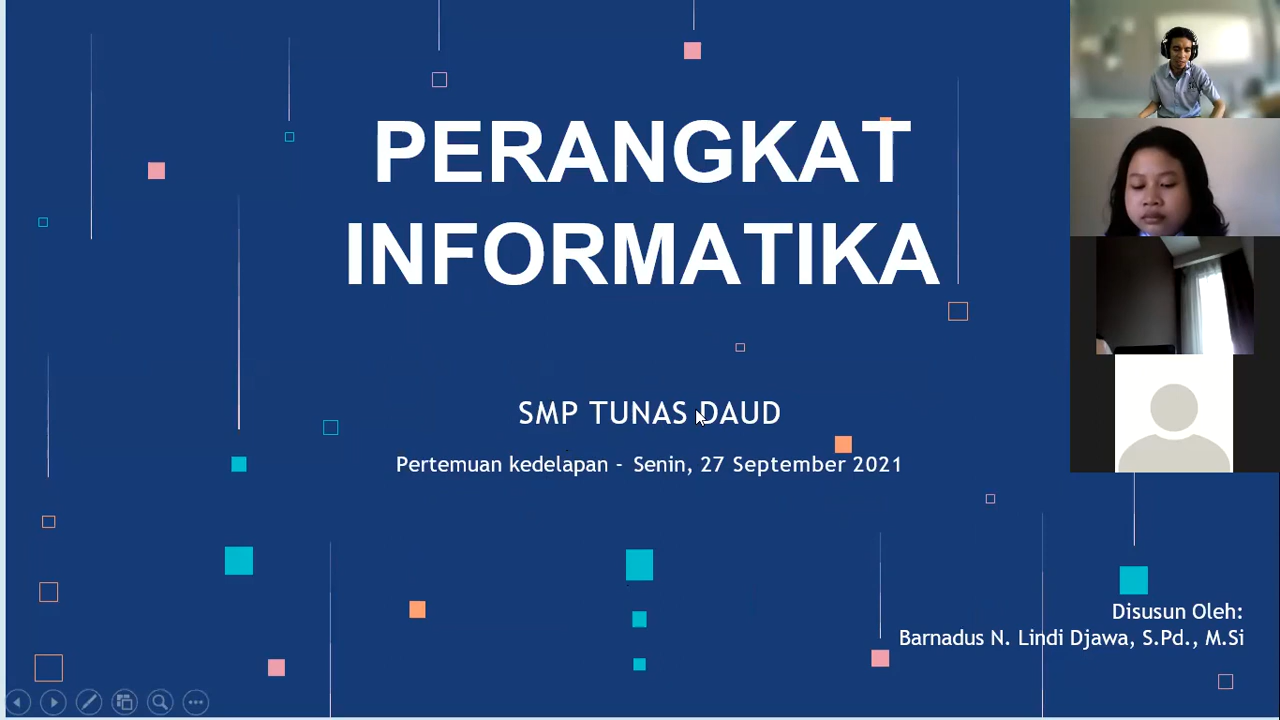 PERANGKAT
INFORMATIKA
SMP TUNAS DAUD
Pertemuan kedelapan - Senin, 27 September 2021
Disusun Oleh:
Barnadus N. Lindi Djawa, S.Pd., M.Si